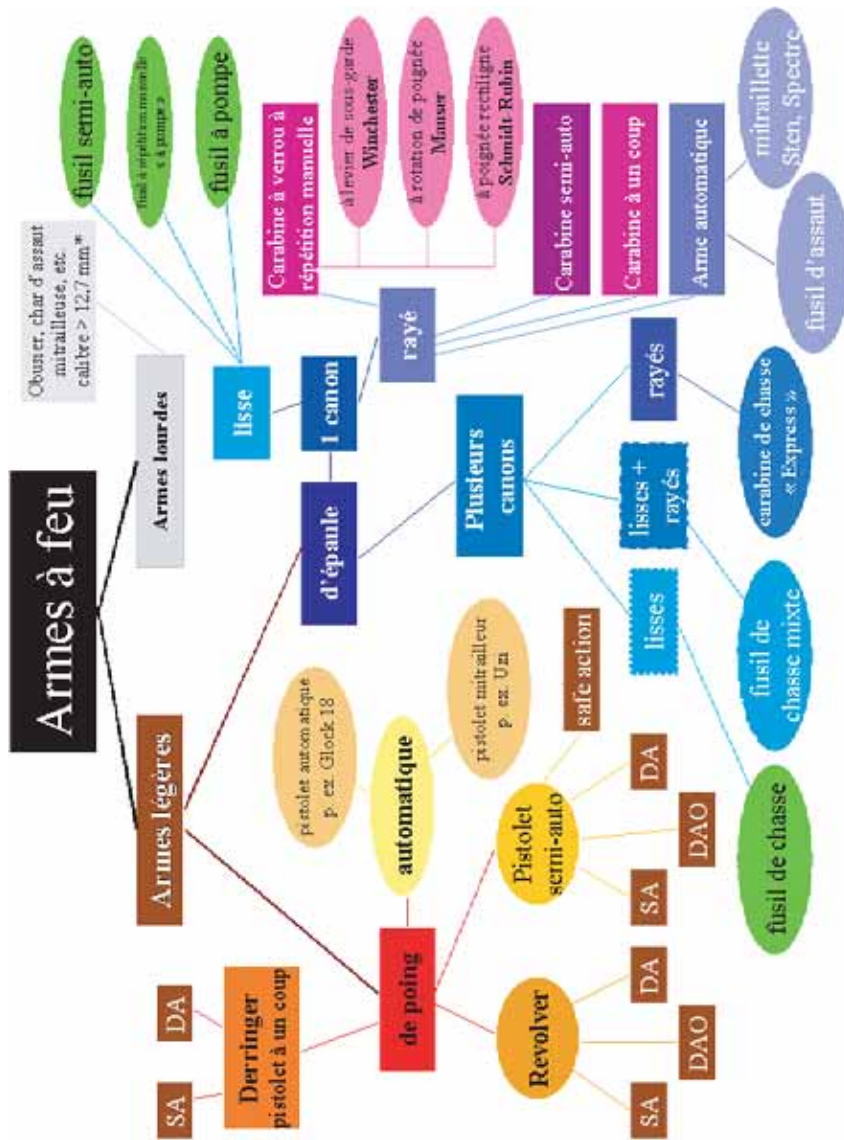 Armes à feu
Armes légères
Armes lourdes
Obusier, char d'assaut
mitrailleuse, etc.
calibre > 12,7 mm*
SA
DA
Derringer
pistolet à un coup
de poing
automatique
pistolet automatique
p. ex. Glock 18
pistolet mitrailleur
p. ex. Uzi
Revolver
SA
DAO
DA
Pistolet
semi-auto
SA
DAO
DA
safe action
d'épaule
1 canon
lisse
fusil semi-auto
fusil à répétition manuelle
« à pompe »
fusil à pompe
rayé
Carabine à verrou à
répétition manuelle
à levier de sous-garde
Winchester
à rotation de poignée
Mauser
à poignée rectiligne
Schmidt-Rubin
Carabine semi-auto
Carabine à un coup
Arme automatique
fusil d'assaut
mitraillette
Sten, Spectre
Plusieurs
canons
lisses
lisses +
rayés
rayés
fusil de chasse
fusil de
chasse mixte
carabine de chasse
« Express »